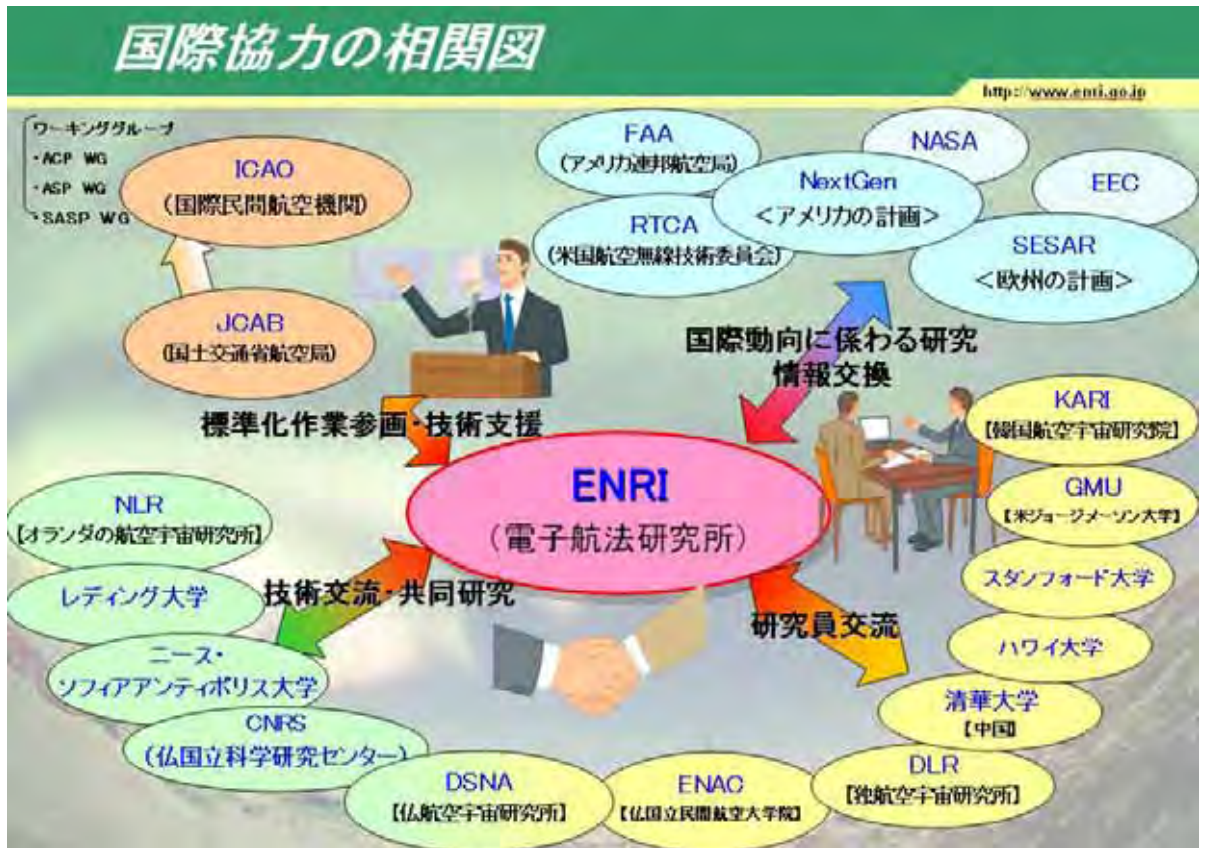 国際協力の相関図
http://www.enri.go.jp
ワーキンググループ
・ACP WG
・ASP WG
・SASP WG
ICAO
(国際民間航空機関)
JCAB
(国土交通省航空局)
FAA
(アメリカ連邦航空局)
RTCA
(米国航空無線技術委員会)
NextGen
<アメリカの計画>
NASA
EEC
SESAR
<欧州の計画>
国際動向に係わる研究
情報交換
標準化作業参画・技術支援
ENRI
(電子航法研究所)
KARI
【韓国航空宇宙研究院】
GMU
【米ジョージメーソン大学】
スタンフォード大学
ハワイ大学
清華大学
【中国】
DLR
【独航空宇宙研究所】
研究員交流
ENAC
【仏国立民間航空大学院】
DSNA
【仏航空宇宙研究所】
技術交流・共同研究
NLR
【オランダの航空宇宙研究所】
レディング大学
ニース・
ソフィアアンティポリス大学
CNRS
(仏国立科学研究センター)